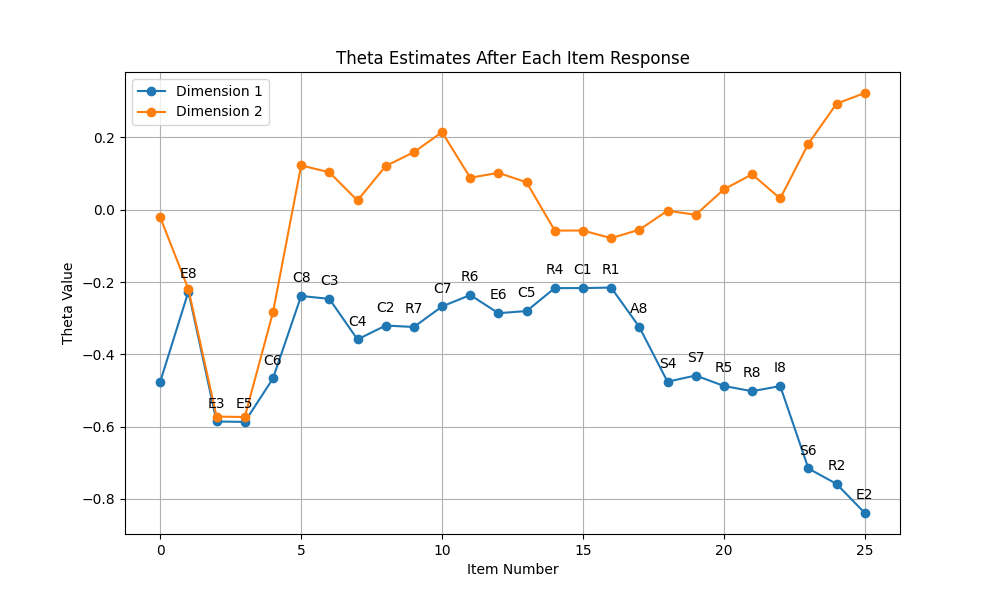 Theta Estimates After Each Item Response
Dimension 1
Dimension 2
0.2
0.0
−0.2
−0.4
−0.6
−0.8
Theta Value
E8
E3
E5
C6
C8
C3
C4
C2
R7
C7
R6
E6
C5
R4
C1
R1
A8
S4
S7
R5
R8
I8
S6
R2
E2
0
5
10
15
20
25
Item Number